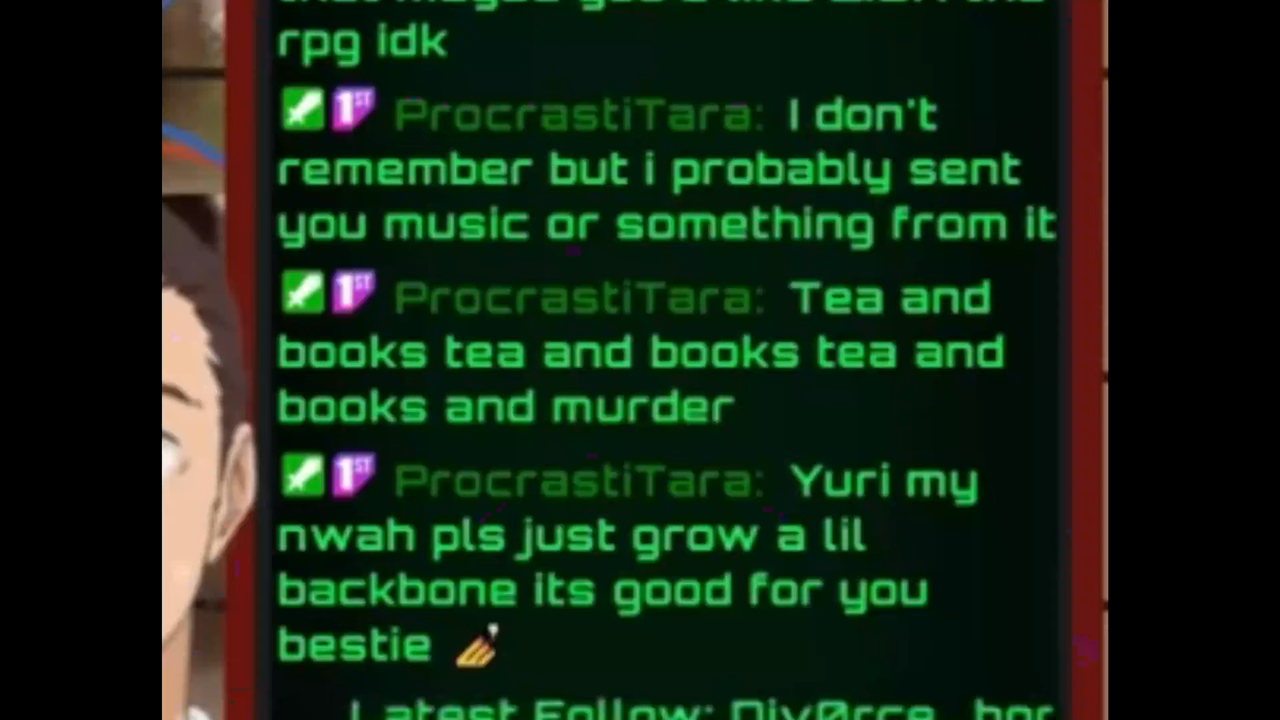 rpg idk
1ST ProcrastiTara: I don't
remember but i probably sent
you music or something from it
1ST ProcrastiTara: Tea and
books tea and books tea and
books and murder
1ST ProcrastiTara: Yuri my
nwah pls just grow a lil
backbone its good for you
bestie
Latest Follow: